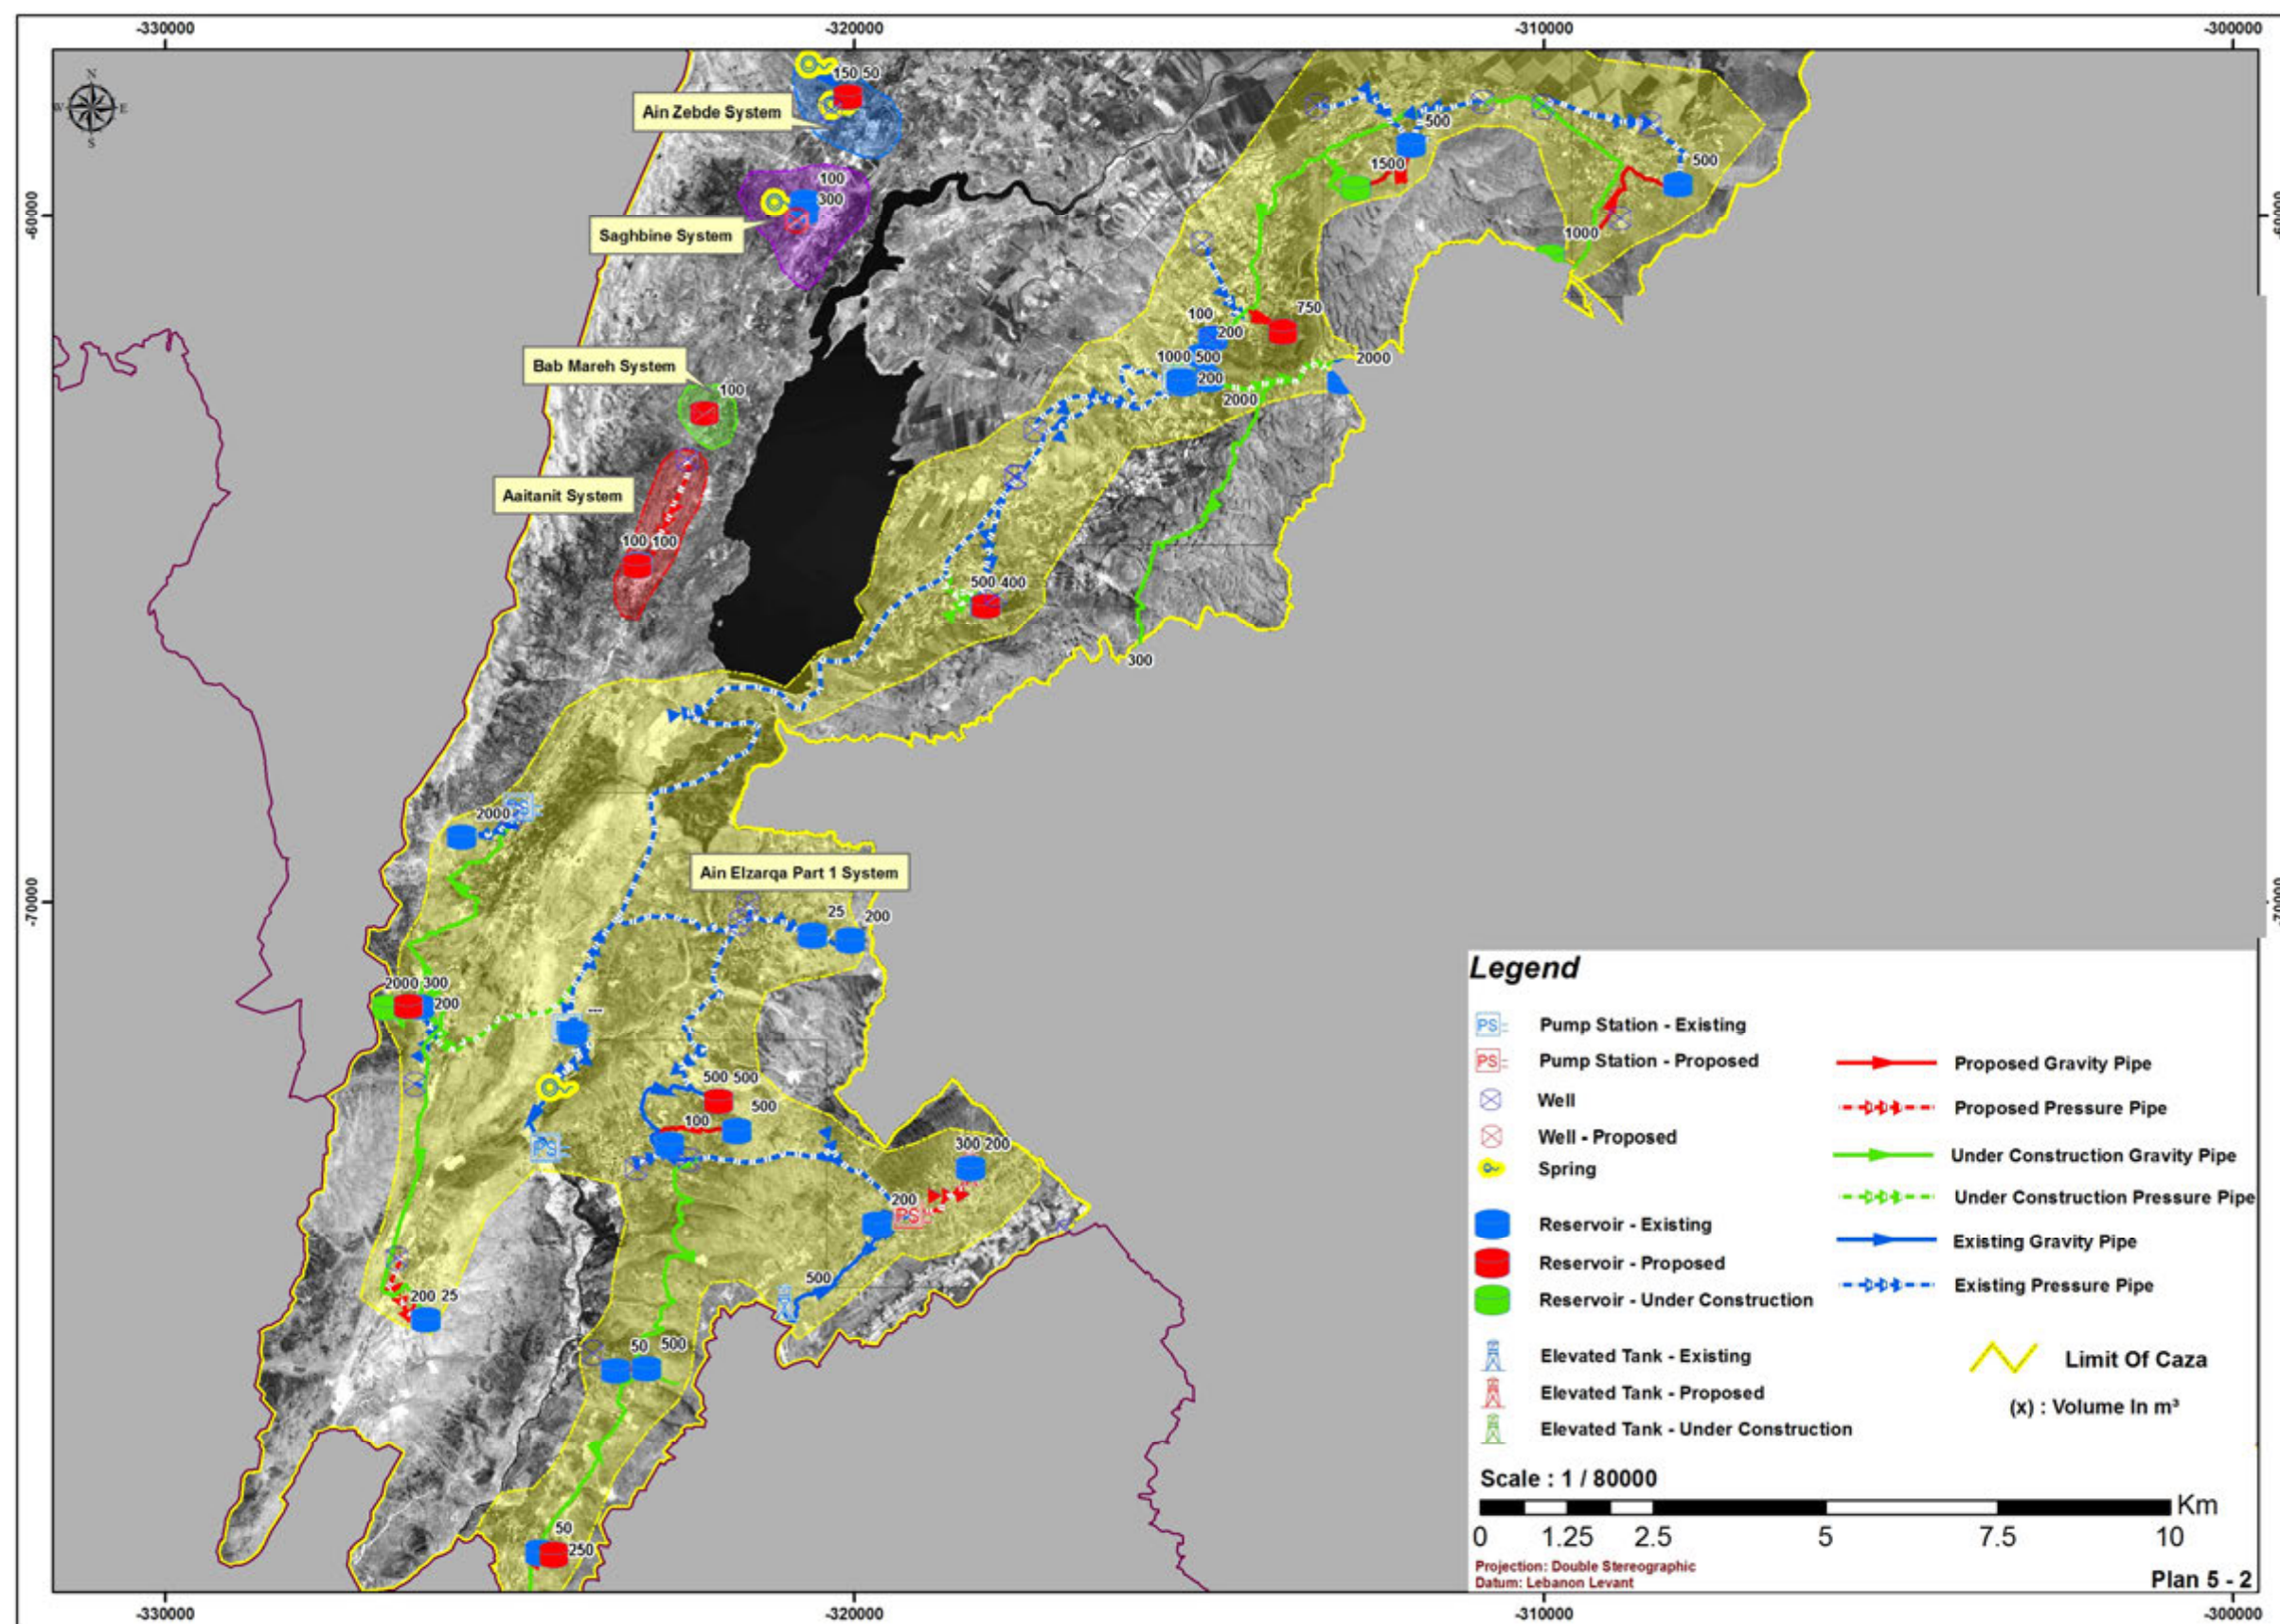 -330000
-320000
-310000
-300000
N
W
E
S
150 50
Ain Zebde System
500
1500
500
100
300
Saghbine System
-60000
-60000
1000
750
100
200
1000 500
200
2000
2000
Bab Mareh System
100
Aaitanit System
100 100
500 400
300
2000
PS
Ain Elzarqa Part 1 System
25
200
-70000
-70000
2000 300
200
---
500 500
500
100
PS
300 200
200
PS
500
200 25
50
500
50
250
Legend
PS
Pump Station - Existing
PS
Pump Station - Proposed
Well
Well - Proposed
Spring
Reservoir - Existing
Reservoir - Proposed
Reservoir - Under Construction
Elevated Tank - Existing
Elevated Tank - Proposed
Elevated Tank - Under Construction
Proposed Gravity Pipe
Proposed Pressure Pipe
Under Construction Gravity Pipe
Under Construction Pressure Pipe
Existing Gravity Pipe
Existing Pressure Pipe
Limit Of Caza
(x) : Volume In m³
Scale : 1 / 80000
Km
0 1.25 2.5 5 7.5 10
Projection: Double Stereographic
Datum: Lebanon Levant
Plan 5 - 2
-330000
-320000
-310000
-300000